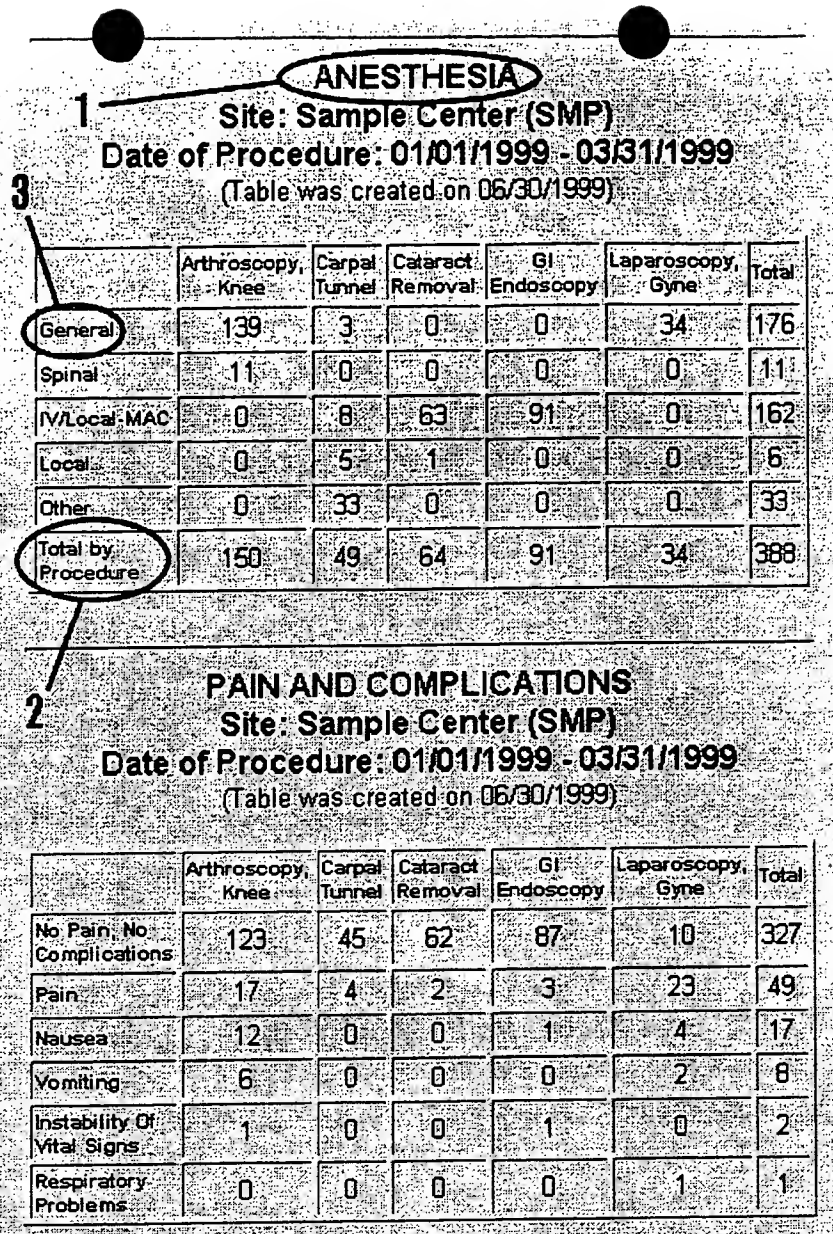 ANESTHESIA
1
Site: Sample Center (SMP)
Date of Procedure: 01/01/1999 - 03/31/1999
3
(Table was created on 06/30/1999)
Arthroscopy, Knee Carpal Tunnel Cataract Removal GI Endoscopy Laparoscopy, Gyne Total
General 139 3 0 0 34 176
Spinal 11 0 0 0 0 11
IV/Local-MAC 0 8 63 91 0 162
Local 0 5 1 0 0 6
Other 0 33 0 0 0 33
Total by Procedure 150 49 64 91 34 388
2
PAIN AND COMPLICATIONS
Site: Sample Center (SMP)
Date of Procedure: 01/01/1999 - 03/31/1999
(Table was created on 06/30/1999)
Arthroscopy, Knee Carpal Tunnel Cataract Removal GI Endoscopy Laparoscopy, Gyne Total
No Pain, No Complications 123 45 62 87 10 327
Pain 17 4 2 3 23 49
Nausea 12 0 0 1 4 17
Vomiting 6 0 0 0 2 8
Instability Of Vital Signs 1 0 0 1 0 2
Respiratory Problems 0 0 0 0 1 1